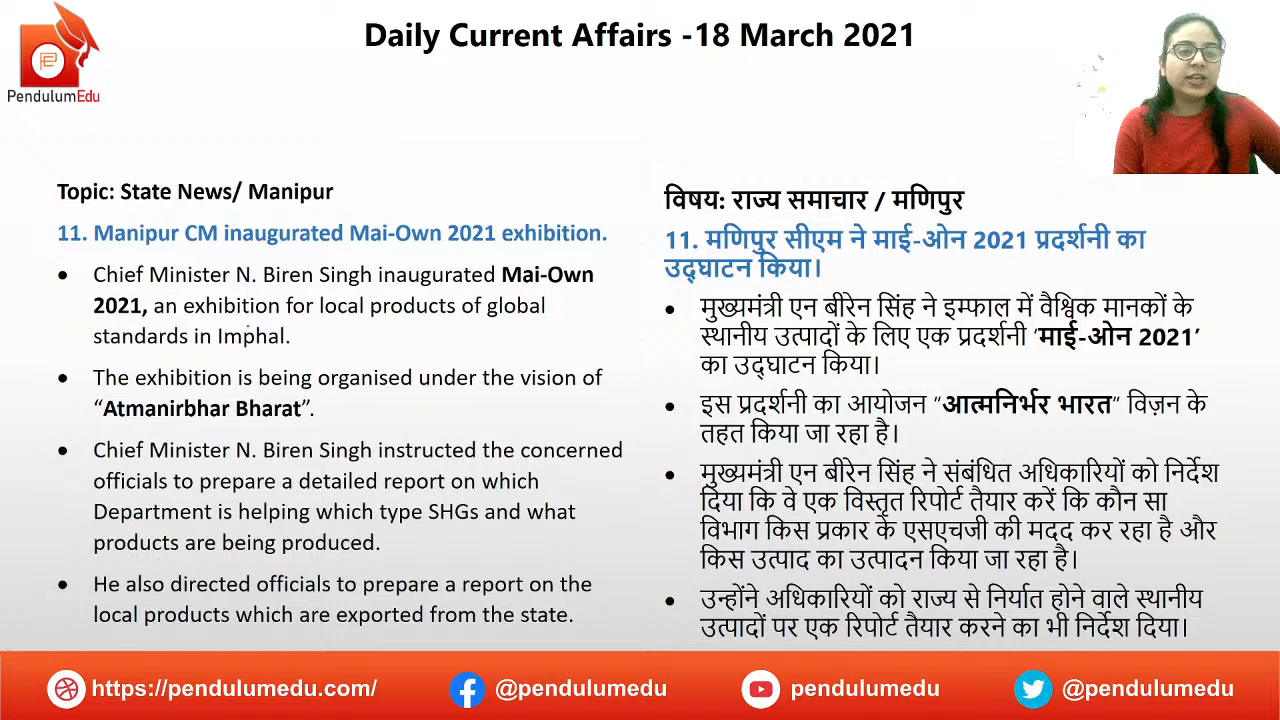 Daily Current Affairs -18 March 2021
PendulumEdu
Topic: State News/ Manipur
11. Manipur CM inaugurated Mai-Own 2021 exhibition.
• Chief Minister N. Biren Singh inaugurated Mai-Own
2021, an exhibition for local products of global
standards in Imphal.
• The exhibition is being organised under the vision of
“Atmanirbhar Bharat”.
• Chief Minister N. Biren Singh instructed the concerned
officials to prepare a detailed report on which
Department is helping which type SHGs and what
products are being produced.
• He also directed officials to prepare a report on the
local products which are exported from the state.
विषय: राज्य समाचार / मणिपुर
11. मणिपुर सीएम ने माई-ओन 2021 प्रदर्शनी का
उद्घाटन किया।
• मुख्यमंत्री एन बीरेन सिंह ने इम्फाल में वैश्विक मानकों के
स्थानीय उत्पादों के लिए एक प्रदर्शनी ‘माई-ओन 2021’
का उद्घाटन किया।
• इस प्रदर्शनी का आयोजन “आत्मनिर्भर भारत“ विज़न के
तहत किया जा रहा है।
• मुख्यमंत्री एन बीरेन सिंह ने संबंधित अधिकारियों को निर्देश
दिया कि वे एक विस्तृत रिपोर्ट तैयार करें कि कौन सा
विभाग किस प्रकार के एसएचजी की मदद कर रहा है और
किस उत्पाद का उत्पादन किया जा रहा है।
• उन्होंने अधिकारियों को राज्य से निर्यात होने वाले स्थानीय
उत्पादों पर एक रिपोर्ट तैयार करने का भी निर्देश दिया।
https://pendulumedu.com/
@pendulumedu
pendulumedu
@pendulumedu